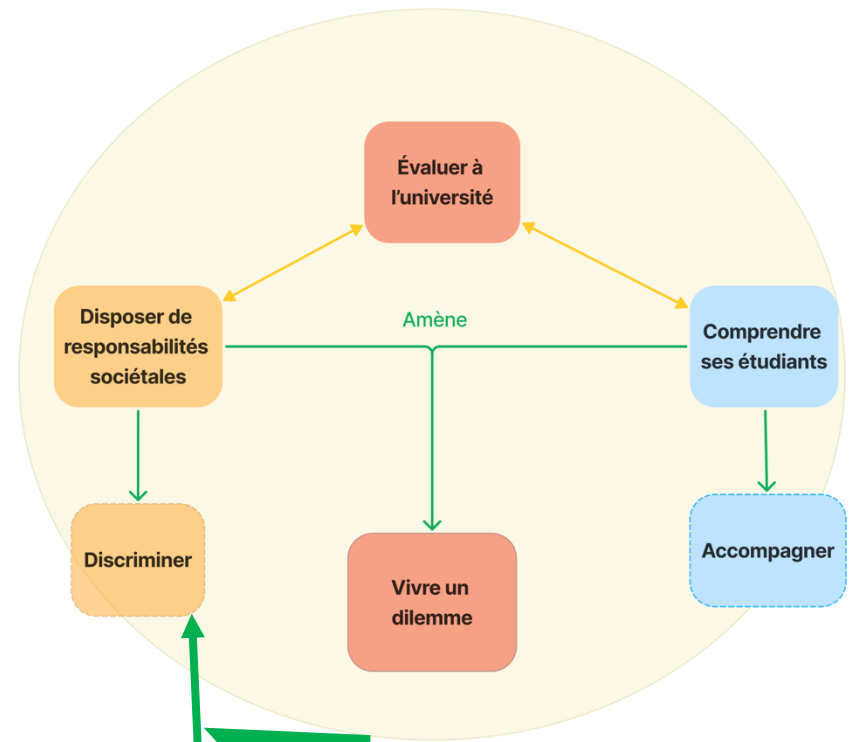 Évaluer à
l’université
Amène
Disposer de
responsabilités
sociétales
Comprendre
ses étudiants
Discriminer
Vivre un
dilemme
Accompagner